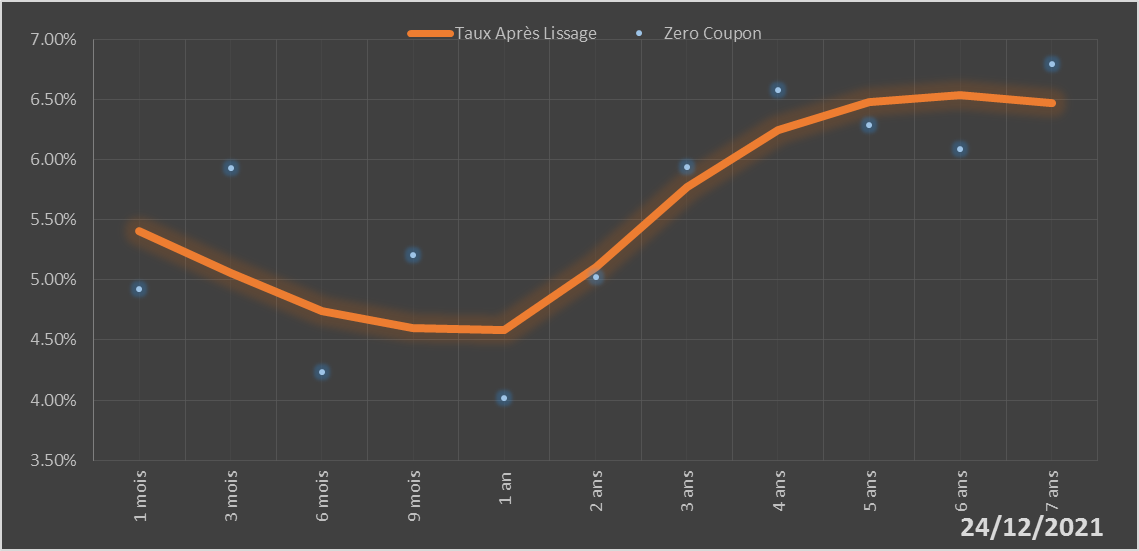 Taux Après Lissage
Zero Coupon
7.00%
6.50%
6.00%
5.50%
5.00%
4.50%
4.00%
3.50%
1 mois
3 mois
6 mois
9 mois
1 an
2 ans
3 ans
4 ans
5 ans
6 ans
7 ans
24/12/2021